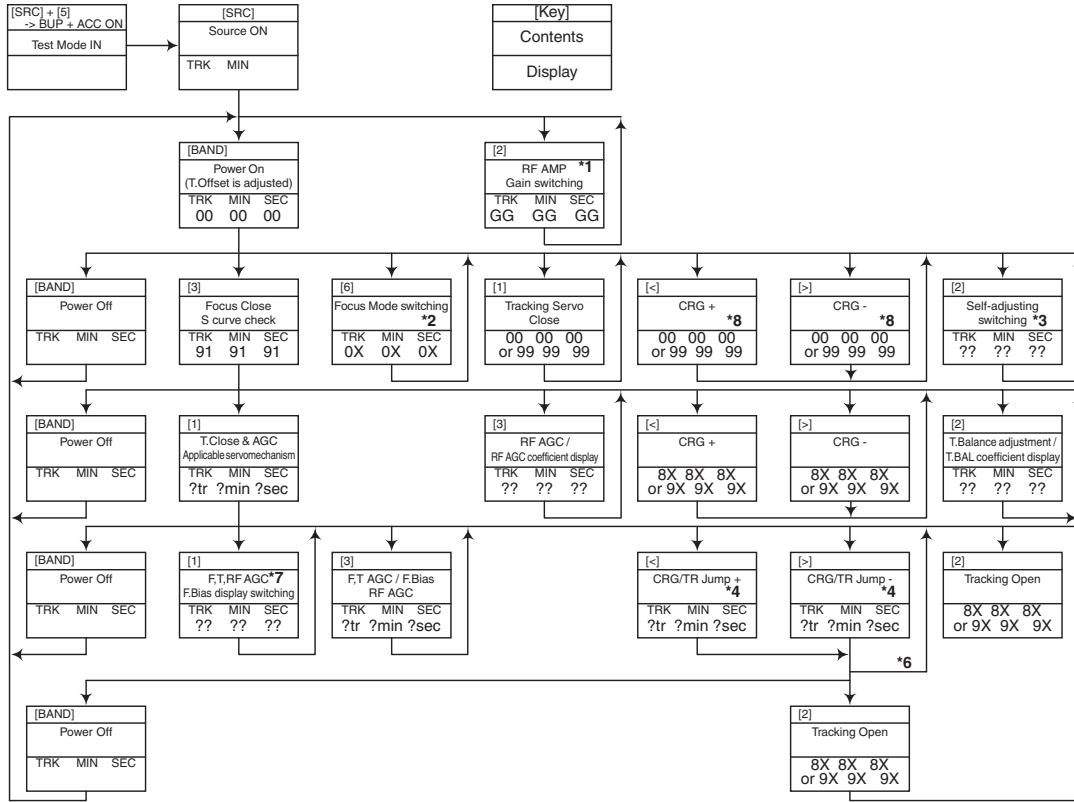 [SRC] + [5]
-> BUP + ACC ON
Test Mode IN
[SRC]
Source ON
TRK MIN
[Key]
Contents
Display
[BAND]
Power On
(T.Offset is adjusted)
TRK MIN SEC
00 00 00
[2]
RF AMP *1
Gain switching
TRK MIN SEC
GG GG GG
[BAND]
Power Off
TRK MIN SEC
[3]
Focus Close
S curve check
TRK MIN SEC
91 91 91
[6]
Focus Mode switching
*2
TRK MIN SEC
0X 0X 0X
[1]
Tracking Servo
Close
00 00 00
or 99 99 99
[<]
CRG +
*8
00 00 00
or 99 99 99
[>]
CRG -
*8
00 00 00
or 99 99 99
[2]
Self-adjusting
switching *3
TRK MIN SEC
?? ?? ??
[BAND]
Power Off
TRK MIN SEC
[1]
T.Close & AGC
Applicable servomechanism
TRK MIN SEC
?tr ?min ?sec
[3]
RF AGC /
RF AGC coefficient display
TRK MIN SEC
?? ?? ??
[<]
CRG +
8X 8X 8X
or 9X 9X 9X
[>]
CRG -
8X 8X 8X
or 9X 9X 9X
[2]
T.Balance adjustment /
T.BAL coefficient display
TRK MIN SEC
?? ?? ??
[BAND]
Power Off
TRK MIN SEC
[1]
F,T,RF AGC*7
F.Bias display switching
TRK MIN SEC
?? ?? ??
[3]
F,T AGC / F.Bias
RF AGC
TRK MIN SEC
?tr ?min ?sec
[<]
CRG/TR Jump +
*4
TRK MIN SEC
?tr ?min ?sec
[>]
CRG/TR Jump -
*4
TRK MIN SEC
?tr ?min ?sec
[2]
Tracking Open
8X 8X 8X
or 9X 9X 9X
*6
[BAND]
Power Off
TRK MIN SEC
[2]
Tracking Open
8X 8X 8X
or 9X 9X 9X